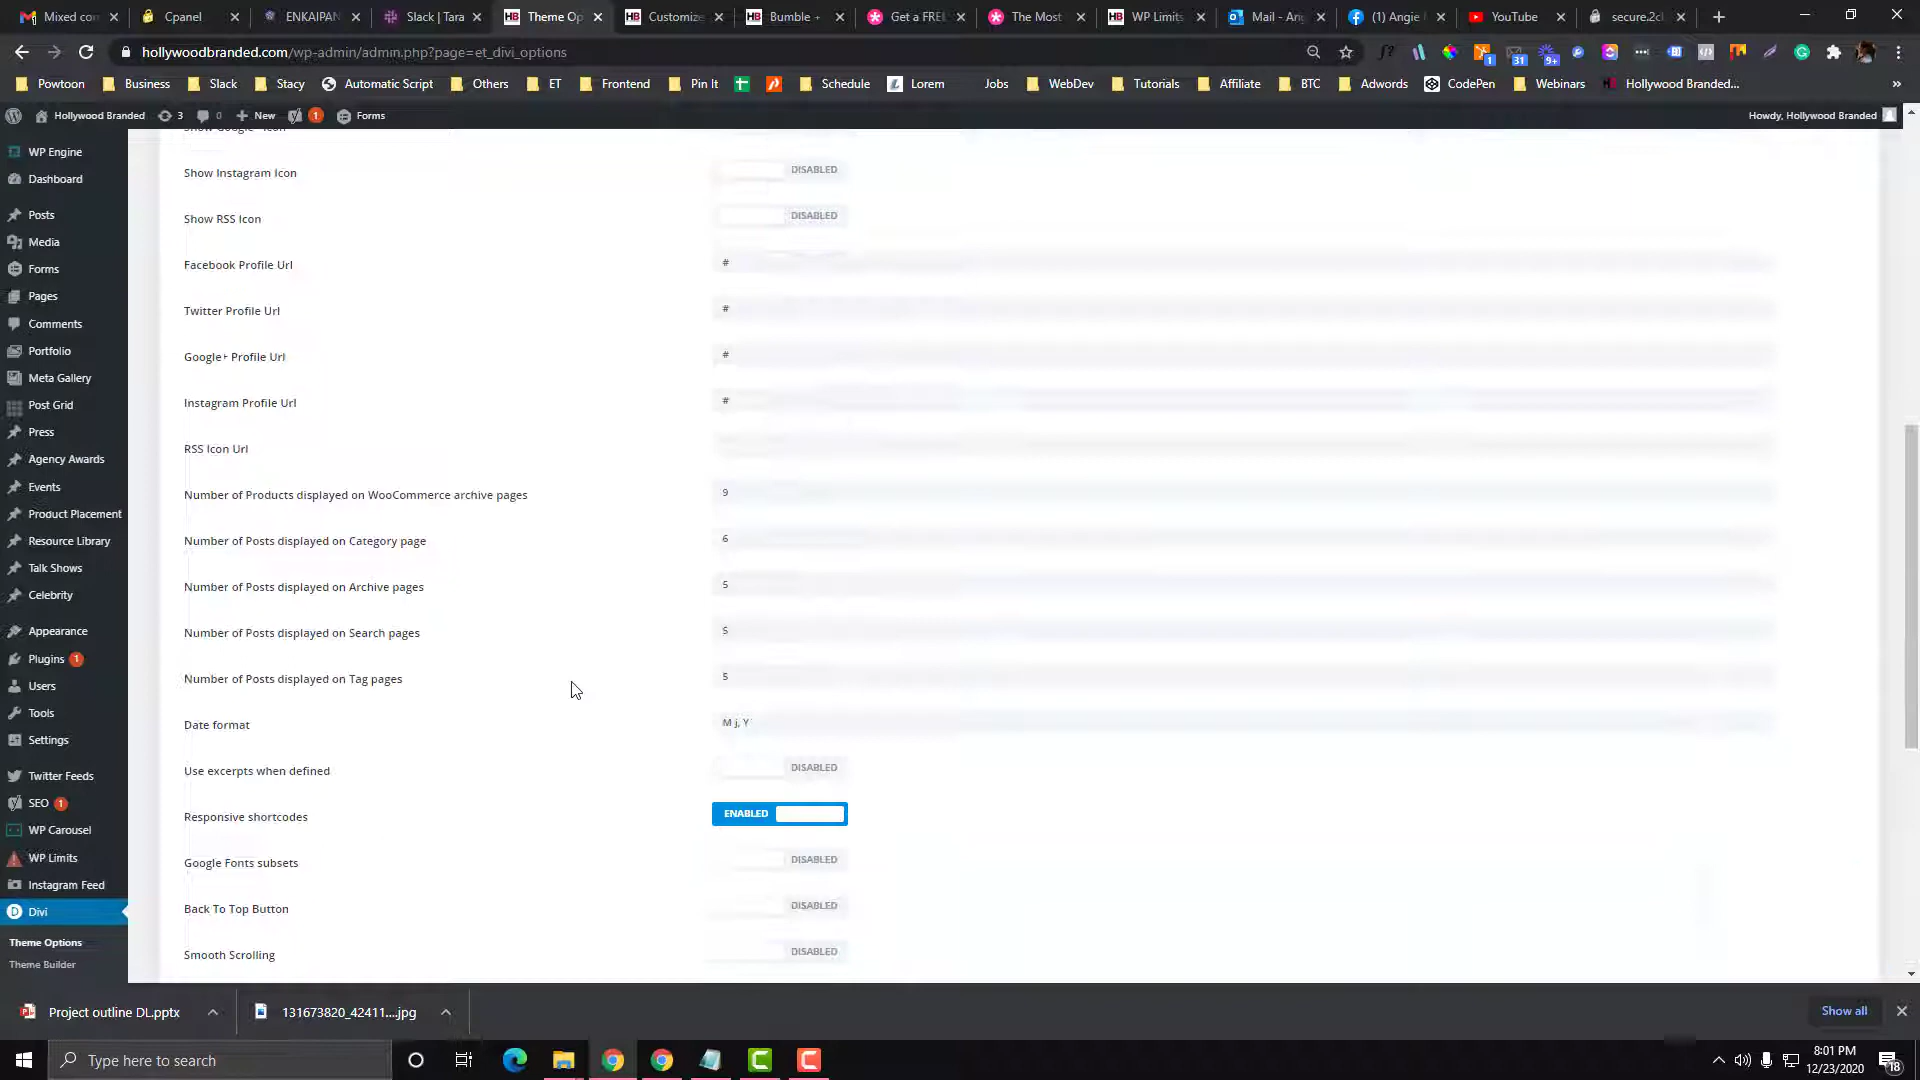 Mixed con
Cpanel
ENKAIPAN
Slack | Tara
Theme Op
Customize
Bumble +
Get a FREE
The Most
WP Limits
Mail - Ang
(1) Angie
YouTube
secure.2cl
hollywoodbranded.com/wp-admin/admin.php?page=et_divi_options
Powtoon
Business
Slack
Stacy
Automatic Script
Others
ET
Frontend
Pin It
Schedule
Lorem
Jobs
WebDev
Tutorials
Affiliate
BTC
Adwords
CodePen
Webinars
Hollywood Branded...
Hollywood Branded
3
0
New
1
Forms
Howdy, Hollywood Branded
WP Engine
Dashboard
Posts
Media
Forms
Pages
Comments
Portfolio
Meta Gallery
Post Grid
Press
Agency Awards
Events
Product Placement
Resource Library
Talk Shows
Celebrity
Appearance
Plugins 1
Users
Tools
Settings
Twitter Feeds
SEO 1
WP Carousel
WP Limits
Instagram Feed
Divi
Theme Options
Theme Builder
Show Instagram Icon DISABLED
Show RSS Icon DISABLED
Facebook Profile Url #
Twitter Profile Url #
Google+ Profile Url #
Instagram Profile Url #
RSS Icon Url
Number of Products displayed on WooCommerce archive pages 9
Number of Posts displayed on Category page 6
Number of Posts displayed on Archive pages 5
Number of Posts displayed on Search pages 5
Number of Posts displayed on Tag pages 5
Date format M j, Y
Use excerpts when defined DISABLED
Responsive shortcodes ENABLED
Google Fonts subsets DISABLED
Back To Top Button DISABLED
Smooth Scrolling DISABLED
Project outline DL.pptx
131673820_42411....jpg
Show all
Type here to search
8:01 PM
12/23/2020
18